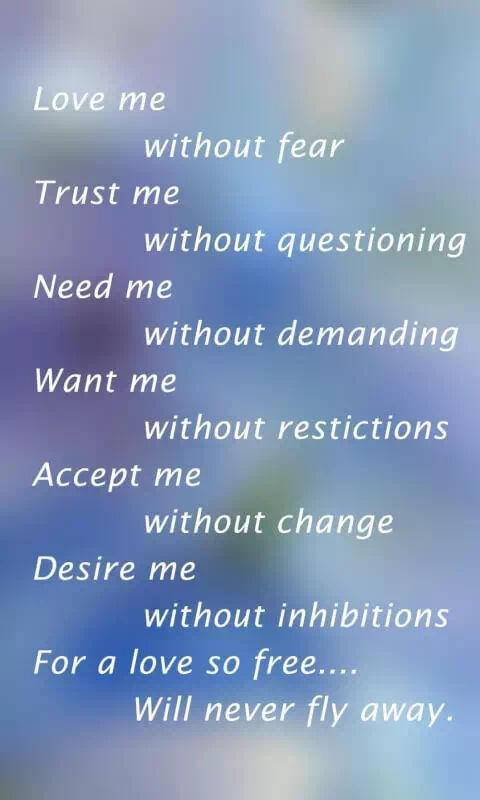 Love me
without fear
Trust me
without questioning
Need me
without demanding
Want me
without restictions
Accept me
without change
Desire me
without inhibitions
For a love so free....
Will never fly away.